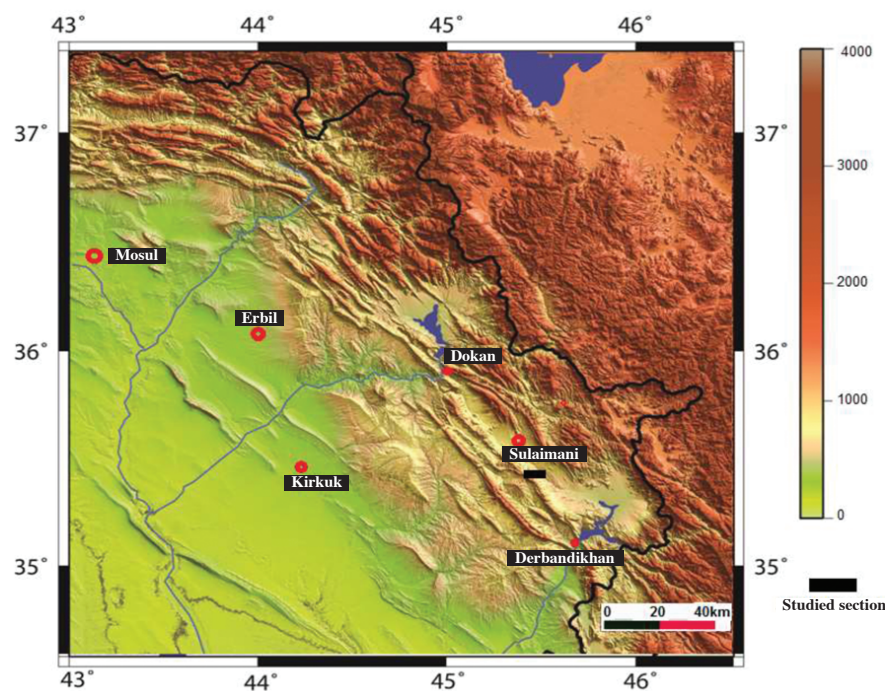 43° 44° 45° 46°
4000
37° 37°
3000
Mosul
2000
Erbil
36° 36°
Dokan
1000
Sulaimani
Kirkuk
0
35° Derbandikhan 35°
0 20 40km
Studied section
43° 44° 45° 46°